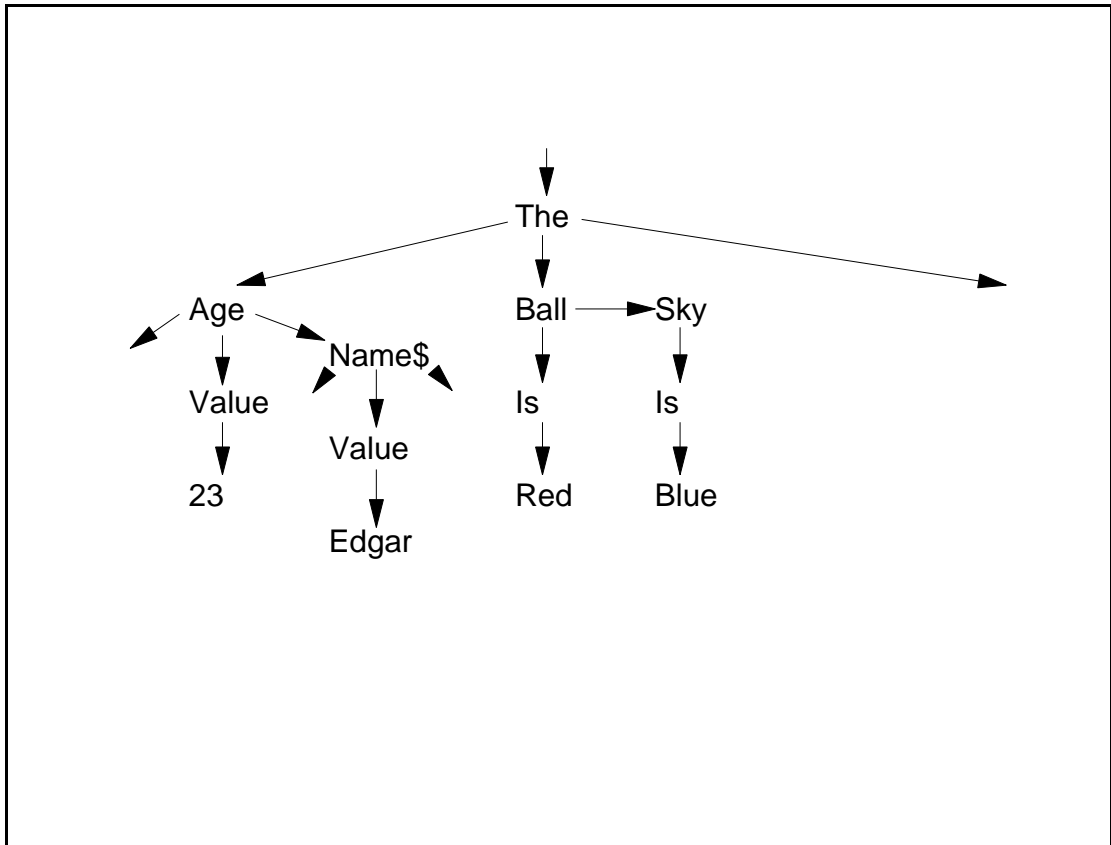 The
Age Ball Sky
Name$
Value Is Is
Value
23 Red Blue
Edgar